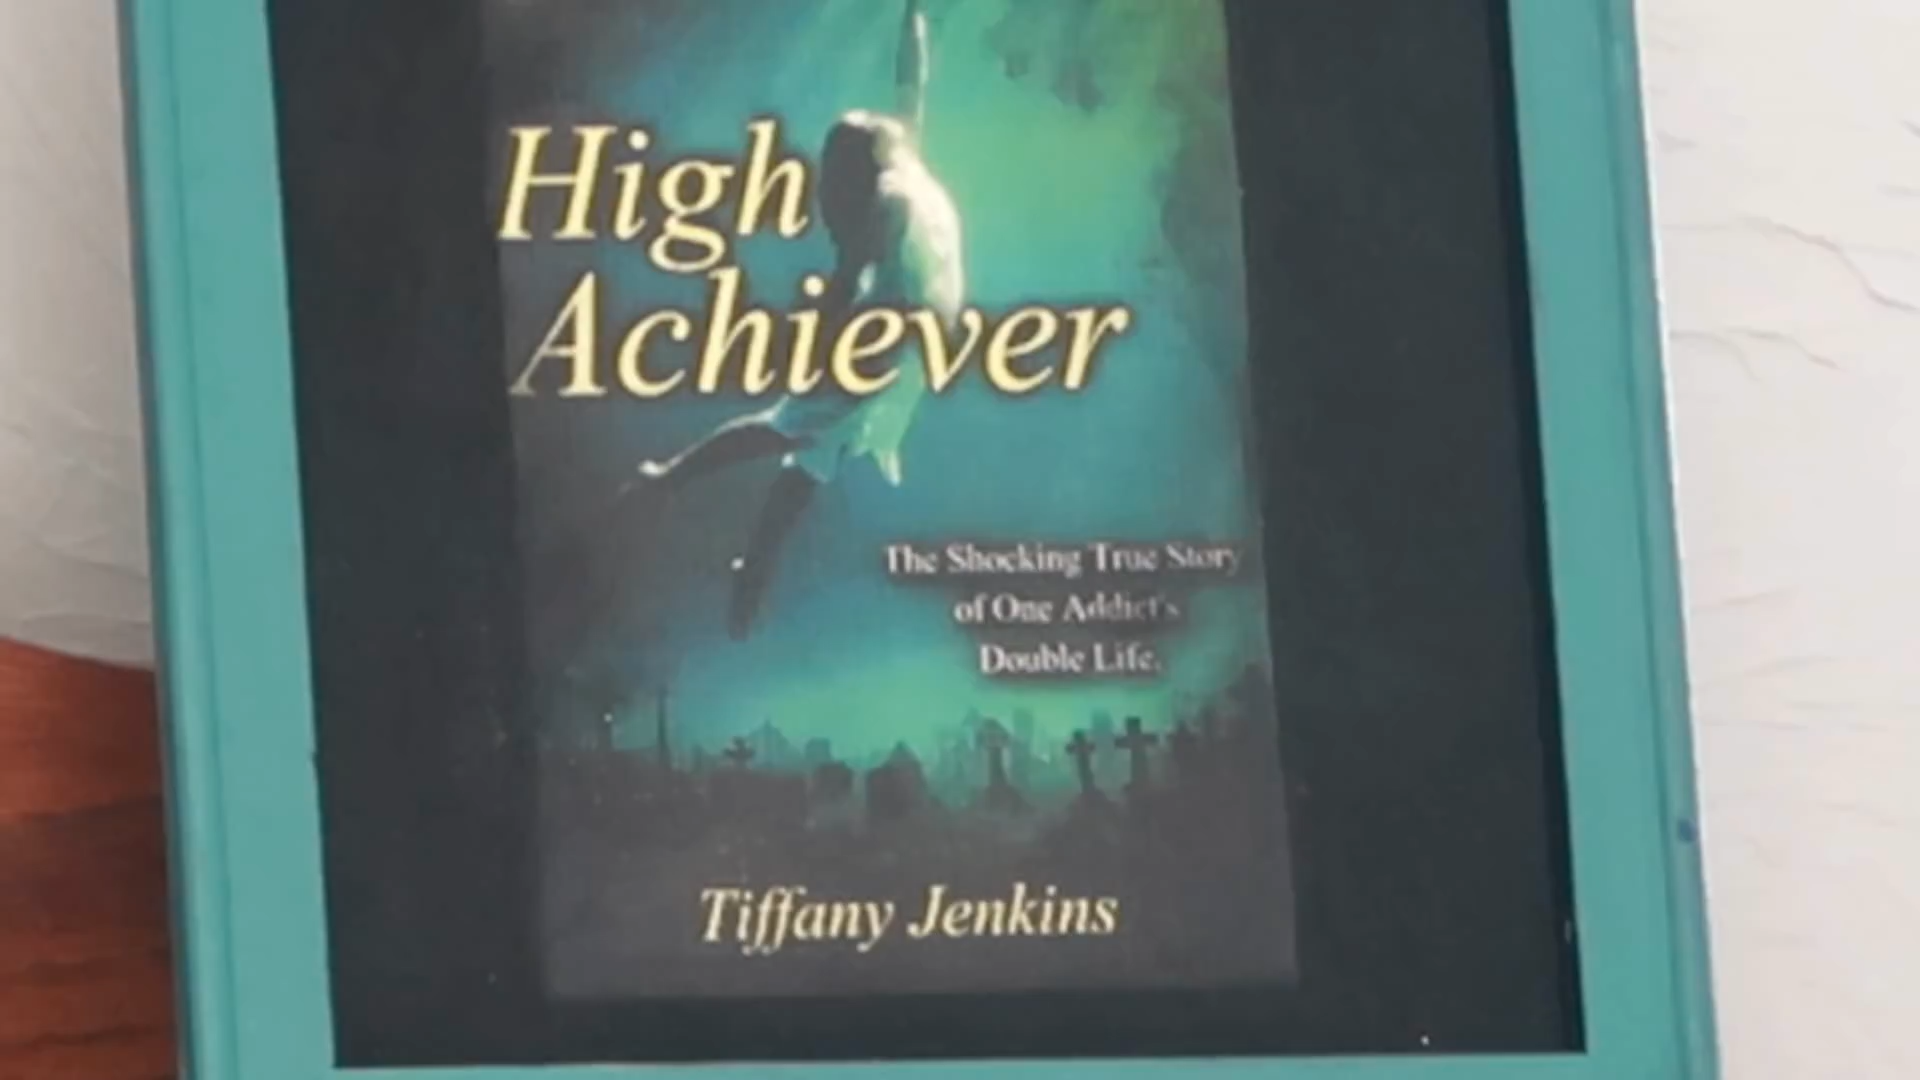 High
Achiever
The Shocking True Story
of One Addict's
Double Life.
Tiffany Jenkins